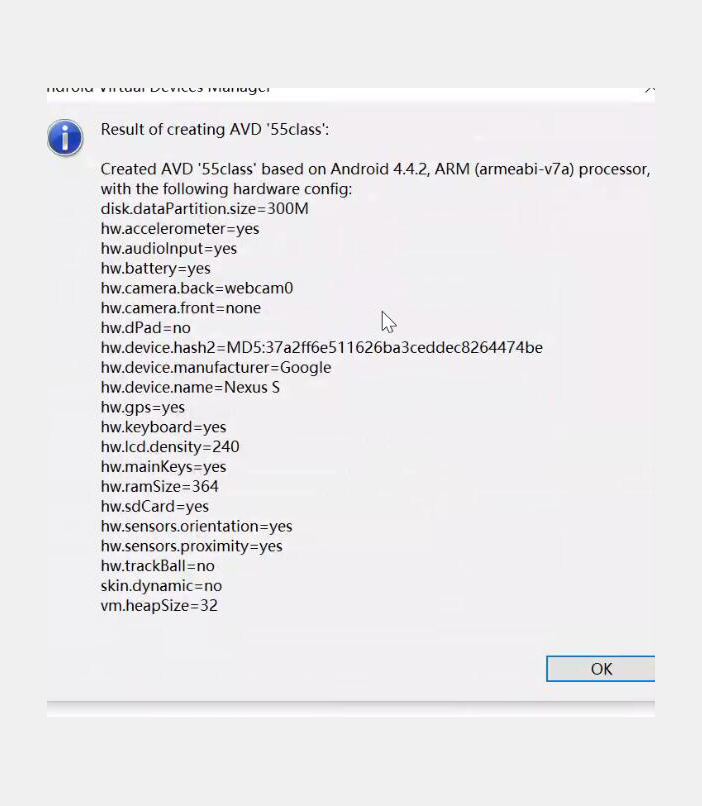 Android Virtual Devices Manager
Result of creating AVD '55class':
Created AVD '55class' based on Android 4.4.2, ARM (armeabi-v7a) processor,
with the following hardware config:
disk.dataPartition.size=300M
hw.accelerometer=yes
hw.audioInput=yes
hw.battery=yes
hw.camera.back=webcam0
hw.camera.front=none
hw.dPad=no
hw.device.hash2=MD5:37a2ff6e511626ba3ceddec8264474be
hw.device.manufacturer=Google
hw.device.name=Nexus S
hw.gps=yes
hw.keyboard=yes
hw.lcd.density=240
hw.mainKeys=yes
hw.ramSize=364
hw.sdCard=yes
hw.sensors.orientation=yes
hw.sensors.proximity=yes
hw.trackBall=no
skin.dynamic=no
vm.heapSize=32
OK